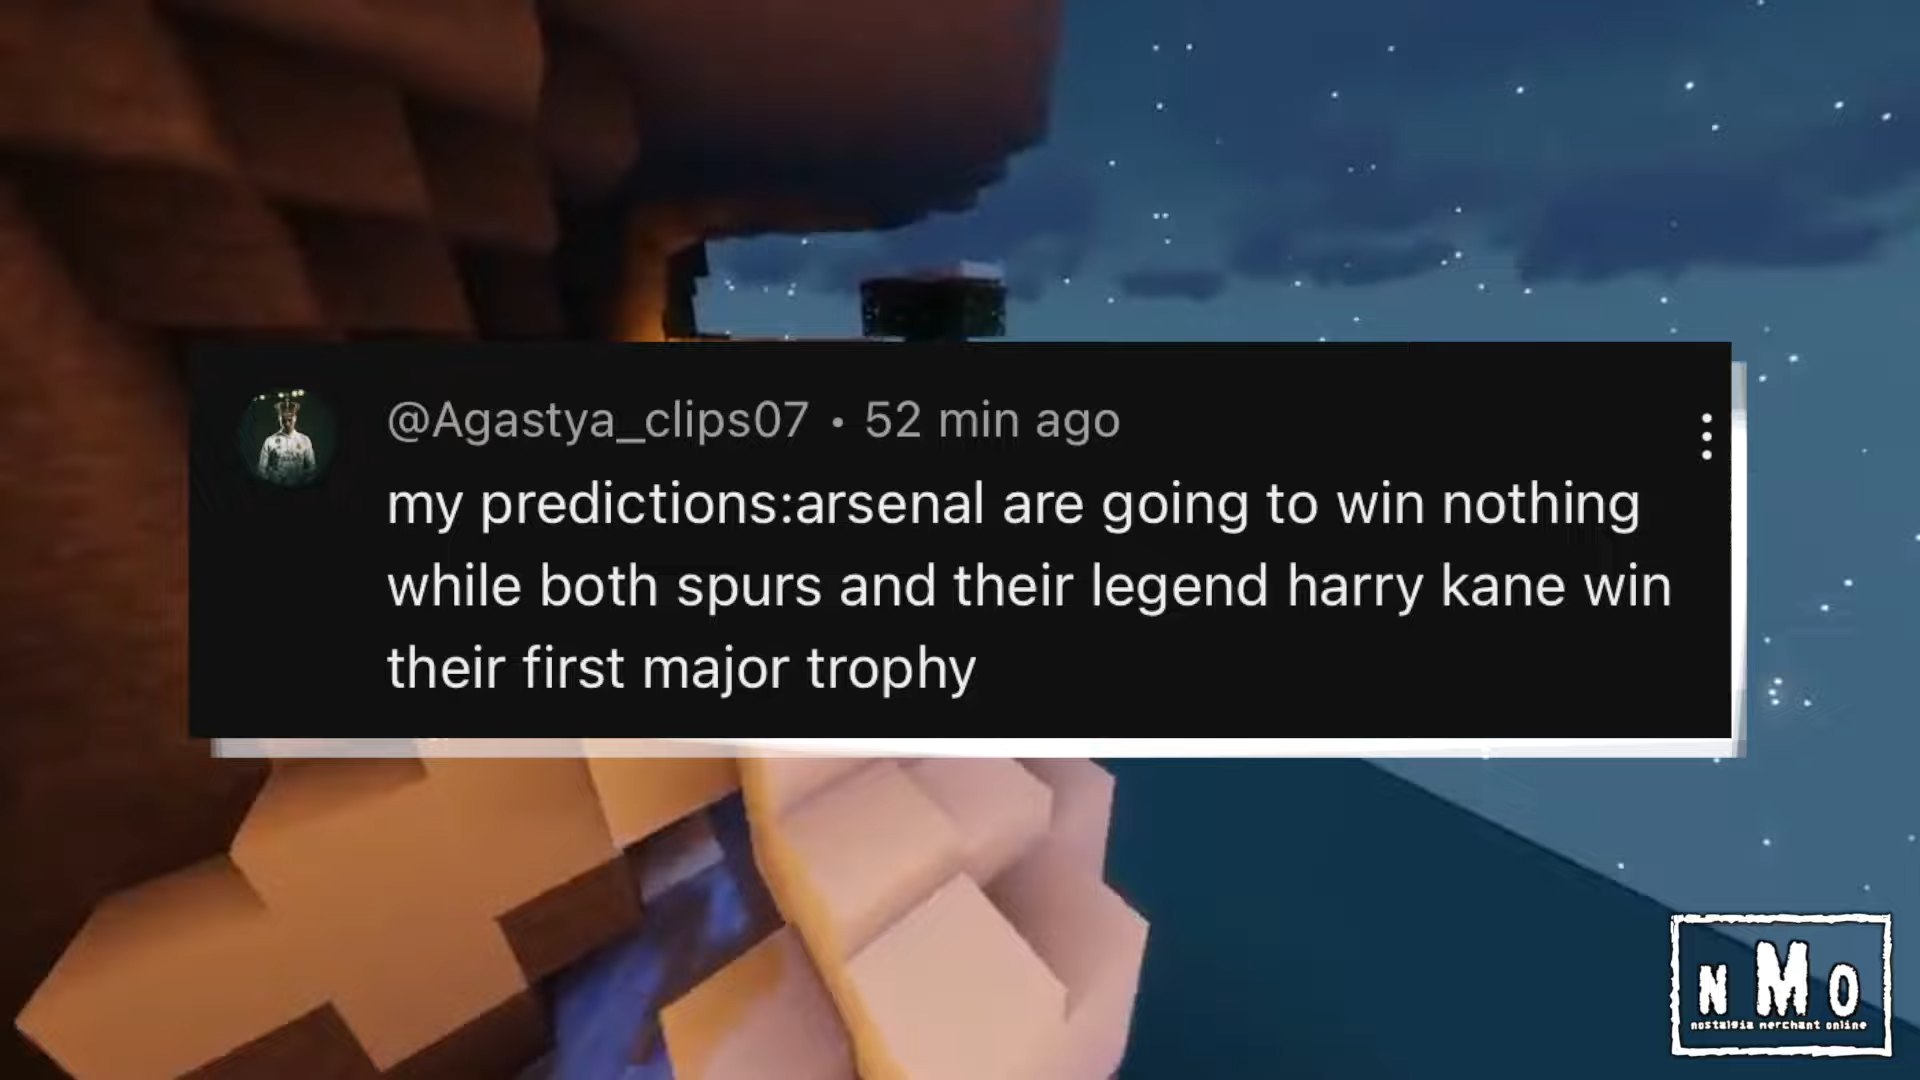 @Agastya_clips07 • 52 min ago
my predictions:arsenal are going to win nothing
while both spurs and their legend harry kane win
their first major trophy
NMO
nostalgia merchant online